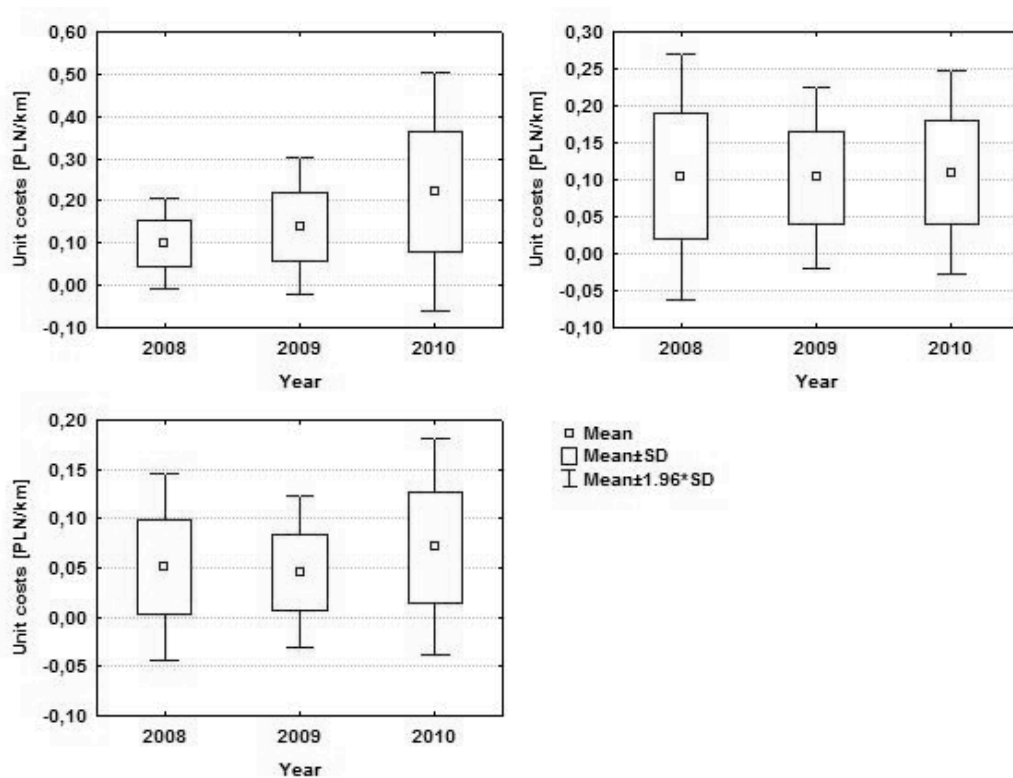 Unit costs [PLN/km]
0,60
0,50
0,40
0,30
0,20
0,10
0,00
-0,10
2008 2009 2010
Year
Unit costs [PLN/km]
0,30
0,25
0,20
0,15
0,10
0,05
0,00
-0,05
-0,10
2008 2009 2010
Year
Unit costs [PLN/km]
0,20
0,15
0,10
0,05
0,00
-0,05
-0,10
2008 2009 2010
Year
Mean
Mean±SD
Mean±1.96*SD